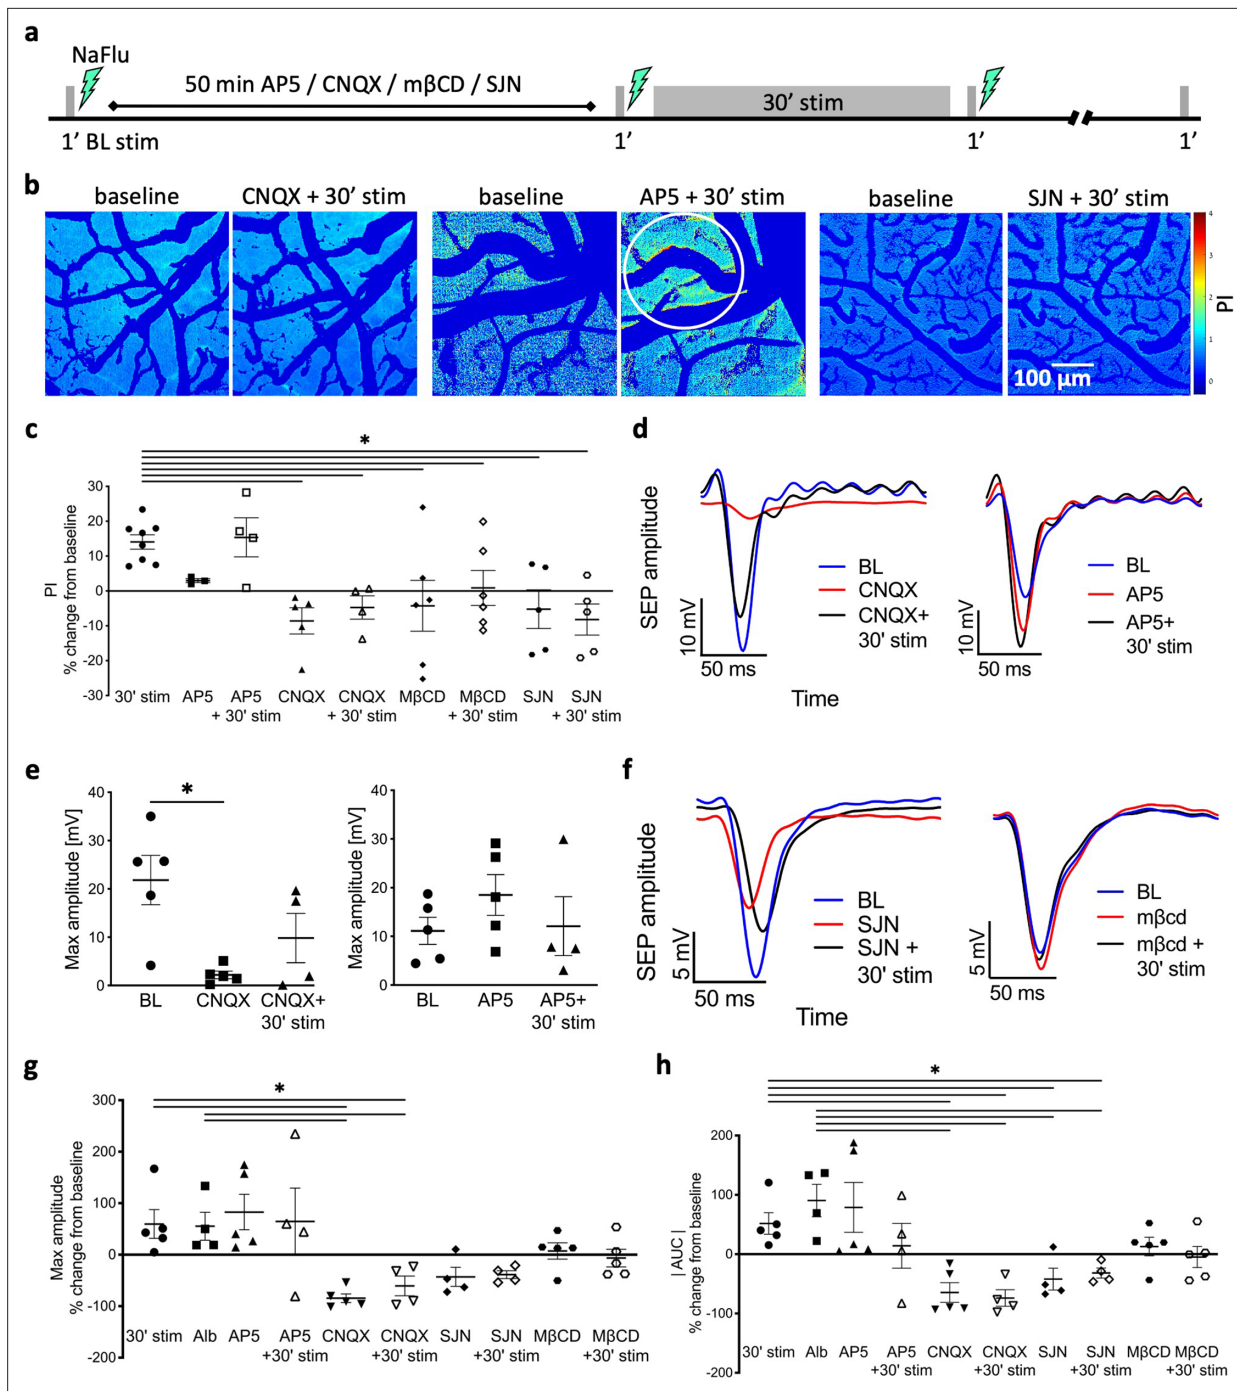 a
NaFlu
50 min AP5 / CNQX / mβCD / SJN
30’ stim
1’ BL stim 1’ 1’ 1’
b
baseline CNQX + 30’ stim baseline AP5 + 30’ stim baseline SJN + 30’ stim
4
3
2
1
0
PI
100 µm
c
*
PI
% change from baseline
30
20
10
0
-10
-20
-30
30' stim AP5 AP5 CNQX CNQX MβCD MβCD SJN SJN
+ 30' stim + 30' stim + 30' stim + 30' stim
d
SEP amplitude
BL
CNQX
CNQX+
30' stim
10 mV
50 ms
BL
AP5
AP5+
30' stim
10 mV
50 ms
Time
e
*
Max amplitude [mV]
40
30
20
10
0
BL CNQX CNQX+
30' stim
Max amplitude [mV]
40
30
20
10
0
BL AP5 AP5+
30' stim
f
SEP amplitude
BL
SJN
SJN +
30' stim
5 mV
50 ms
BL
mβcd
mβcd +
30' stim
5 mV
50 ms
Time
g
*
Max amplitude
% change from baseline
300
200
100
0
-100
-200
30' stim Alb AP5 AP5 CNQX CNQX SJN SJN MβCD MβCD
+30' stim +30' stim +30' stim +30' stim
h
*
| AUC |
% change from baseline
200
100
0
-100
-200
30' stim Alb AP5 AP5 CNQX CNQX SJN SJN MβCD MβCD
+30' stim +30' stim +30' stim +30' stim